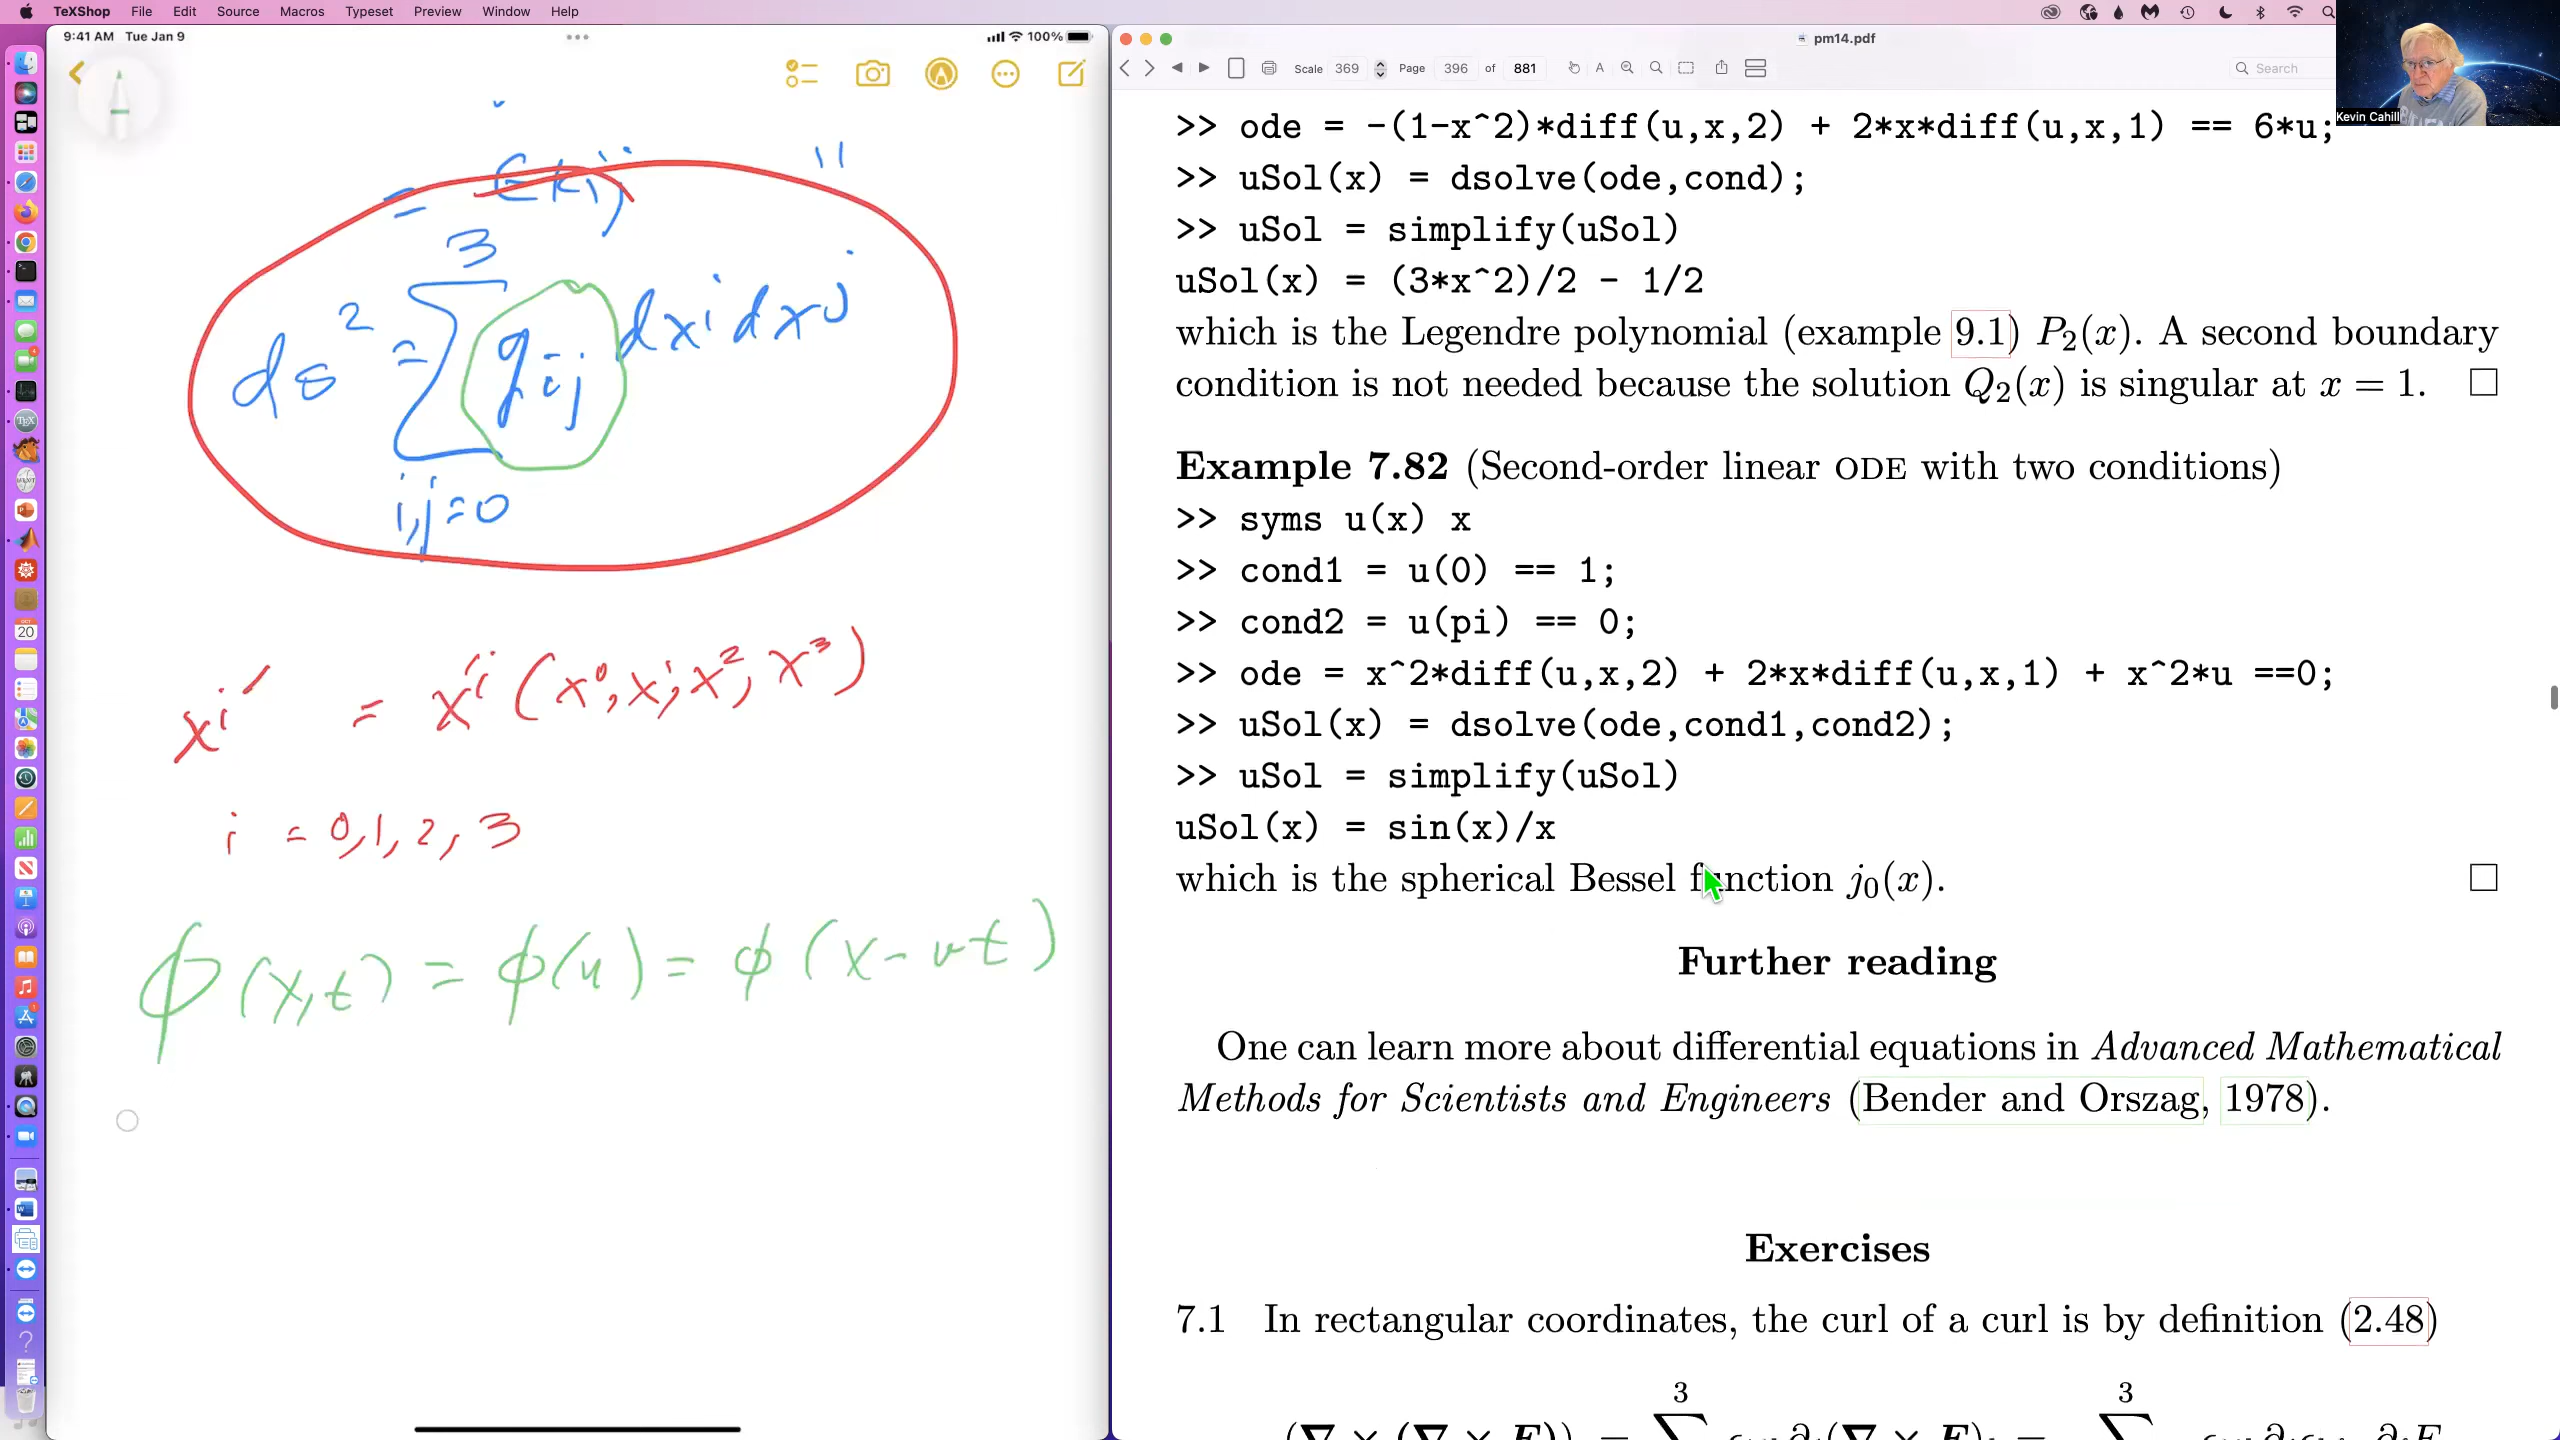 TeXShop File Edit Source Macros Typeset Preview Window Help
9:41 AM Tue Jan 9
100%
= ϵkij
ds² = Σ g_ij dx^i dx^j
3
i,j=0
x^i′ = x′^i (x⁰, x¹, x², x³)
i = 0, 1, 2, 3
ϕ(x,t) = ϕ(u) = ϕ(x-vt)
OCT
20
pm14.pdf
Scale 369 Page 396 of 881
Search
Kevin Cahill
>> ode = -(1-x^2)*diff(u,x,2) + 2*x*diff(u,x,1) == 6*u;
>> uSol(x) = dsolve(ode,cond);
>> uSol = simplify(uSol)
uSol(x) = (3*x^2)/2 - 1/2
which is the Legendre polynomial (example 9.1) P₂(x). A second boundary
condition is not needed because the solution Q₂(x) is singular at x = 1. □
Example 7.82 (Second-order linear ODE with two conditions)
>> syms u(x) x
>> cond1 = u(0) == 1;
>> cond2 = u(pi) == 0;
>> ode = x^2*diff(u,x,2) + 2*x*diff(u,x,1) + x^2*u ==0;
>> uSol(x) = dsolve(ode,cond1,cond2);
>> uSol = simplify(uSol)
uSol(x) = sin(x)/x
which is the spherical Bessel function j₀(x). □
Further reading
One can learn more about differential equations in Advanced Mathematical
Methods for Scientists and Engineers (Bender and Orszag, 1978).
Exercises
7.1 In rectangular coordinates, the curl of a curl is by definition (2.48)
3 3